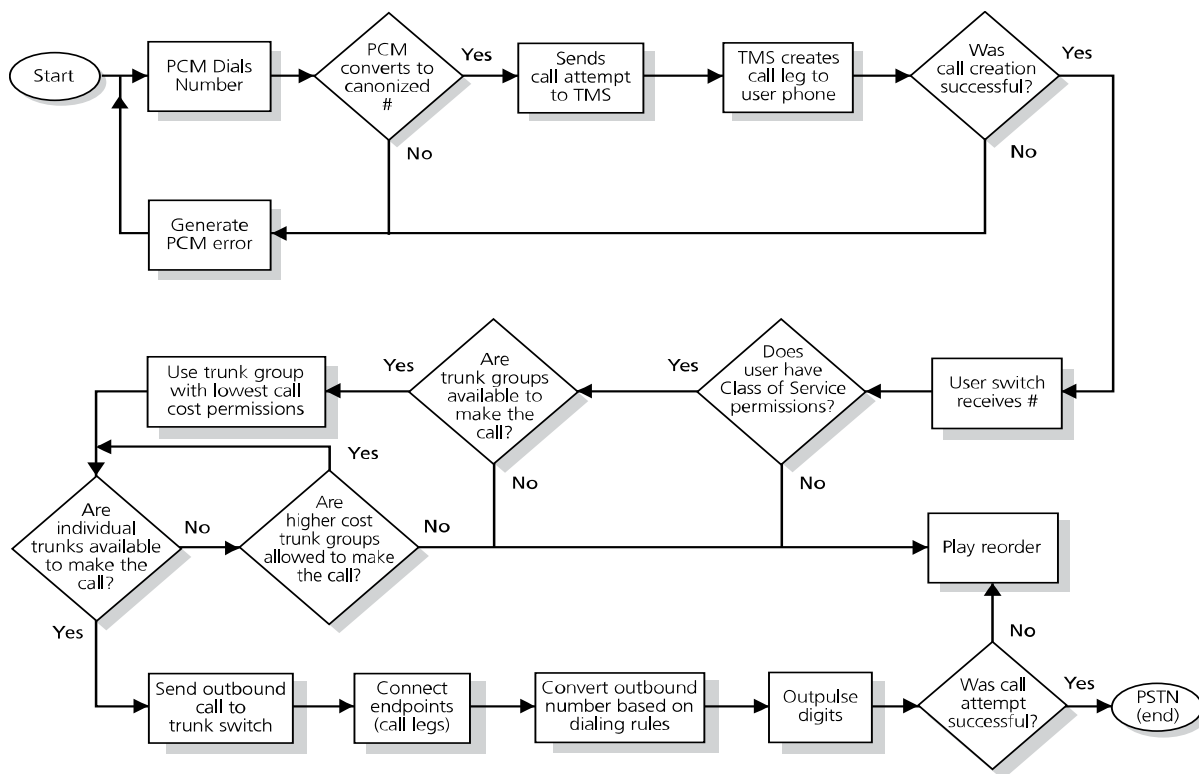 Start
PCM Dials
Number
PCM
converts to
canonized
#
Yes
No
Sends
call attempt
to TMS
TMS creates
call leg to
user phone
Was
call creation
successful?
Yes
No
Generate
PCM error
Use trunk group
with lowest call
cost permissions
Yes
Are
trunk groups
available to
make the
call?
No
Yes
Does
user have
Class of Service
permissions?
No
User switch
receives #
Are
individual
trunks available
to make the
call?
No
Yes
Yes
Are
higher cost
trunk groups
allowed to make
the call?
No
Play reorder
Send outbound
call to
trunk switch
Connect
endpoints
(call legs)
Convert outbound
number based on
dialing rules
Outpulse
digits
No
Was call
attempt
successful?
Yes
PSTN
(end)